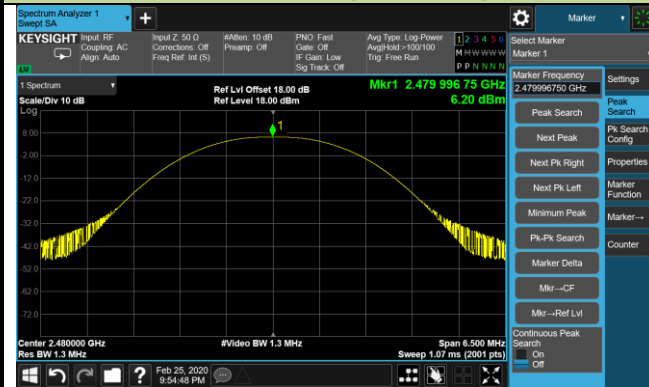 Spectrum Analyzer 1
Swept SA
Marker
KEYSIGHT
Input: RF
Coupling: AC
Align: Auto
Input Z: 50 Ω
Corrections: Off
Freq Ref: Int (S)
#Atten: 10 dB
Preamp: Off
PNO: Fast
Gate: Off
IF Gain: Low
Sig Track: Off
Avg Type: Log-Power
Avg|Hold:>100/100
Trig: Free Run
1 2 3 4 5 6
M W W W W W
P P N N N N
Select Marker
Marker 1
1 Spectrum
Scale/Div 10 dB
Log
Ref Lvl Offset 18.00 dB
Ref Level 18.00 dBm
Mkr1 2.479 996 75 GHz
6.20 dBm
8.00
-2.00
-12.0
-22.0
-32.0
-42.0
-52.0
-62.0
-72.0
1
Center 2.480000 GHz
Res BW 1.3 MHz
#Video BW 1.3 MHz
Span 6.500 MHz
Sweep 1.07 ms (2001 pts)
Marker Frequency
2.479996750 GHz
Peak Search
Next Peak
Next Pk Right
Next Pk Left
Minimum Peak
Pk-Pk Search
Marker Delta
Mkr→CF
Mkr→Ref Lvl
Continuous Peak
Search
On
Off
Settings
Peak
Search
Pk Search
Config
Properties
Marker
Function
Marker→
Counter
?
Feb 25, 2020
9:54:48 PM